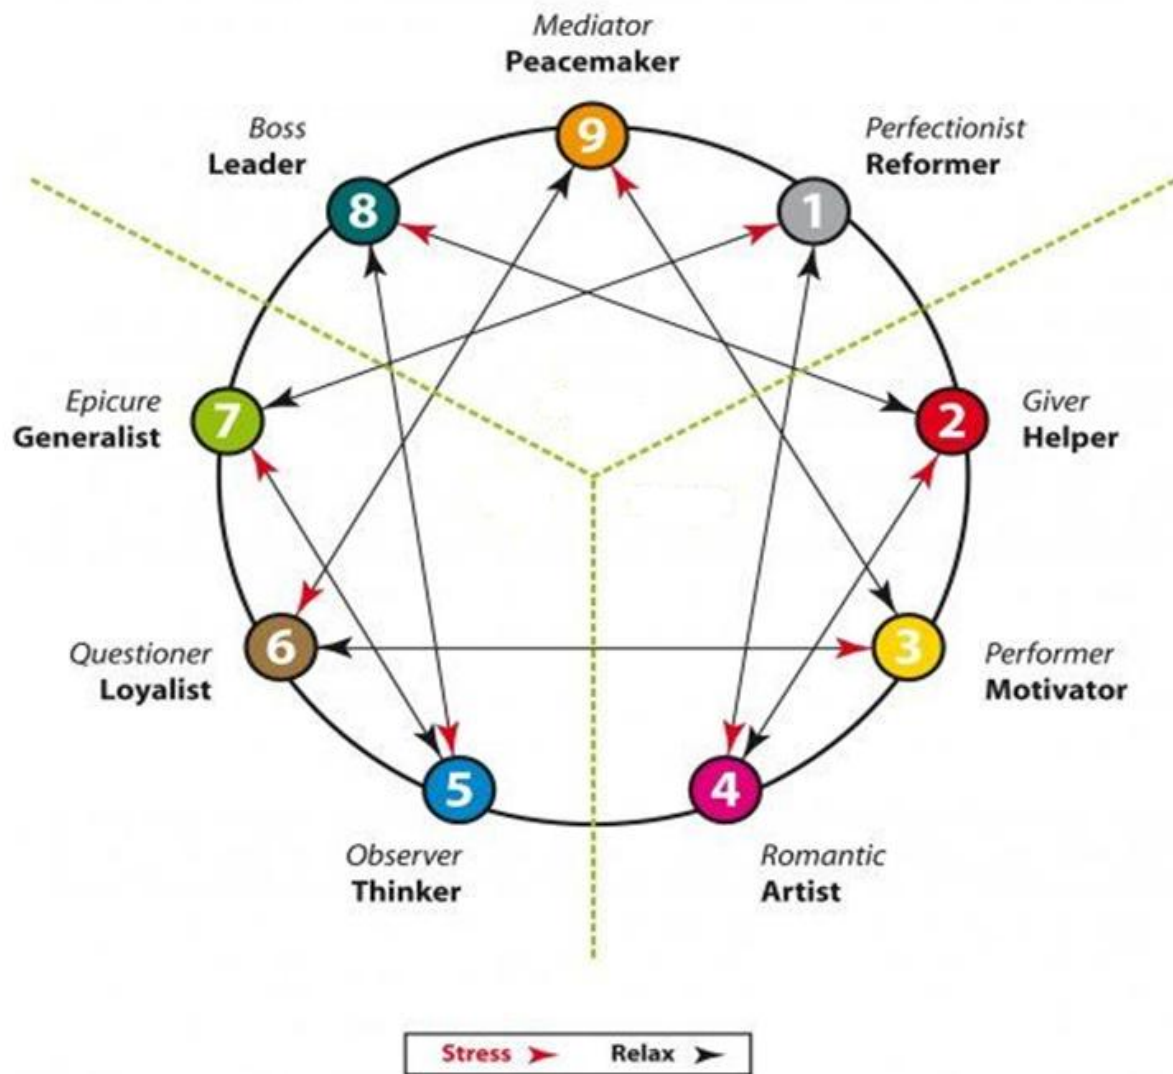 Mediator
Peacemaker
9
Boss
Leader
8
Perfectionist
Reformer
1
Epicure
Generalist
7
Giver
Helper
2
Questioner
Loyalist
6
Performer
Motivator
3
Observer
Thinker
5
Romantic
Artist
4
Stress Relax